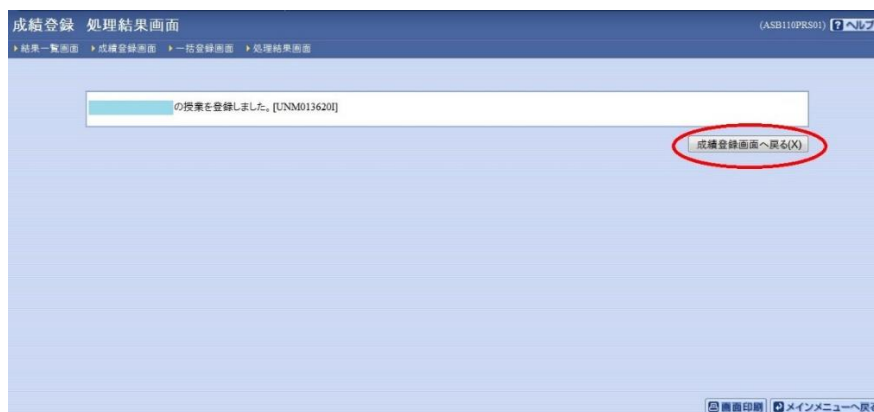 成績登録 処理結果画面
(ASB110PRS01) ? ヘルプ
結果一覧画面 成績登録画面 一括登録画面 処理結果画面
の授業を登録しました。[UNM013620I]
成績登録画面へ戻る(X)
画面印刷 メインメニューへ戻る